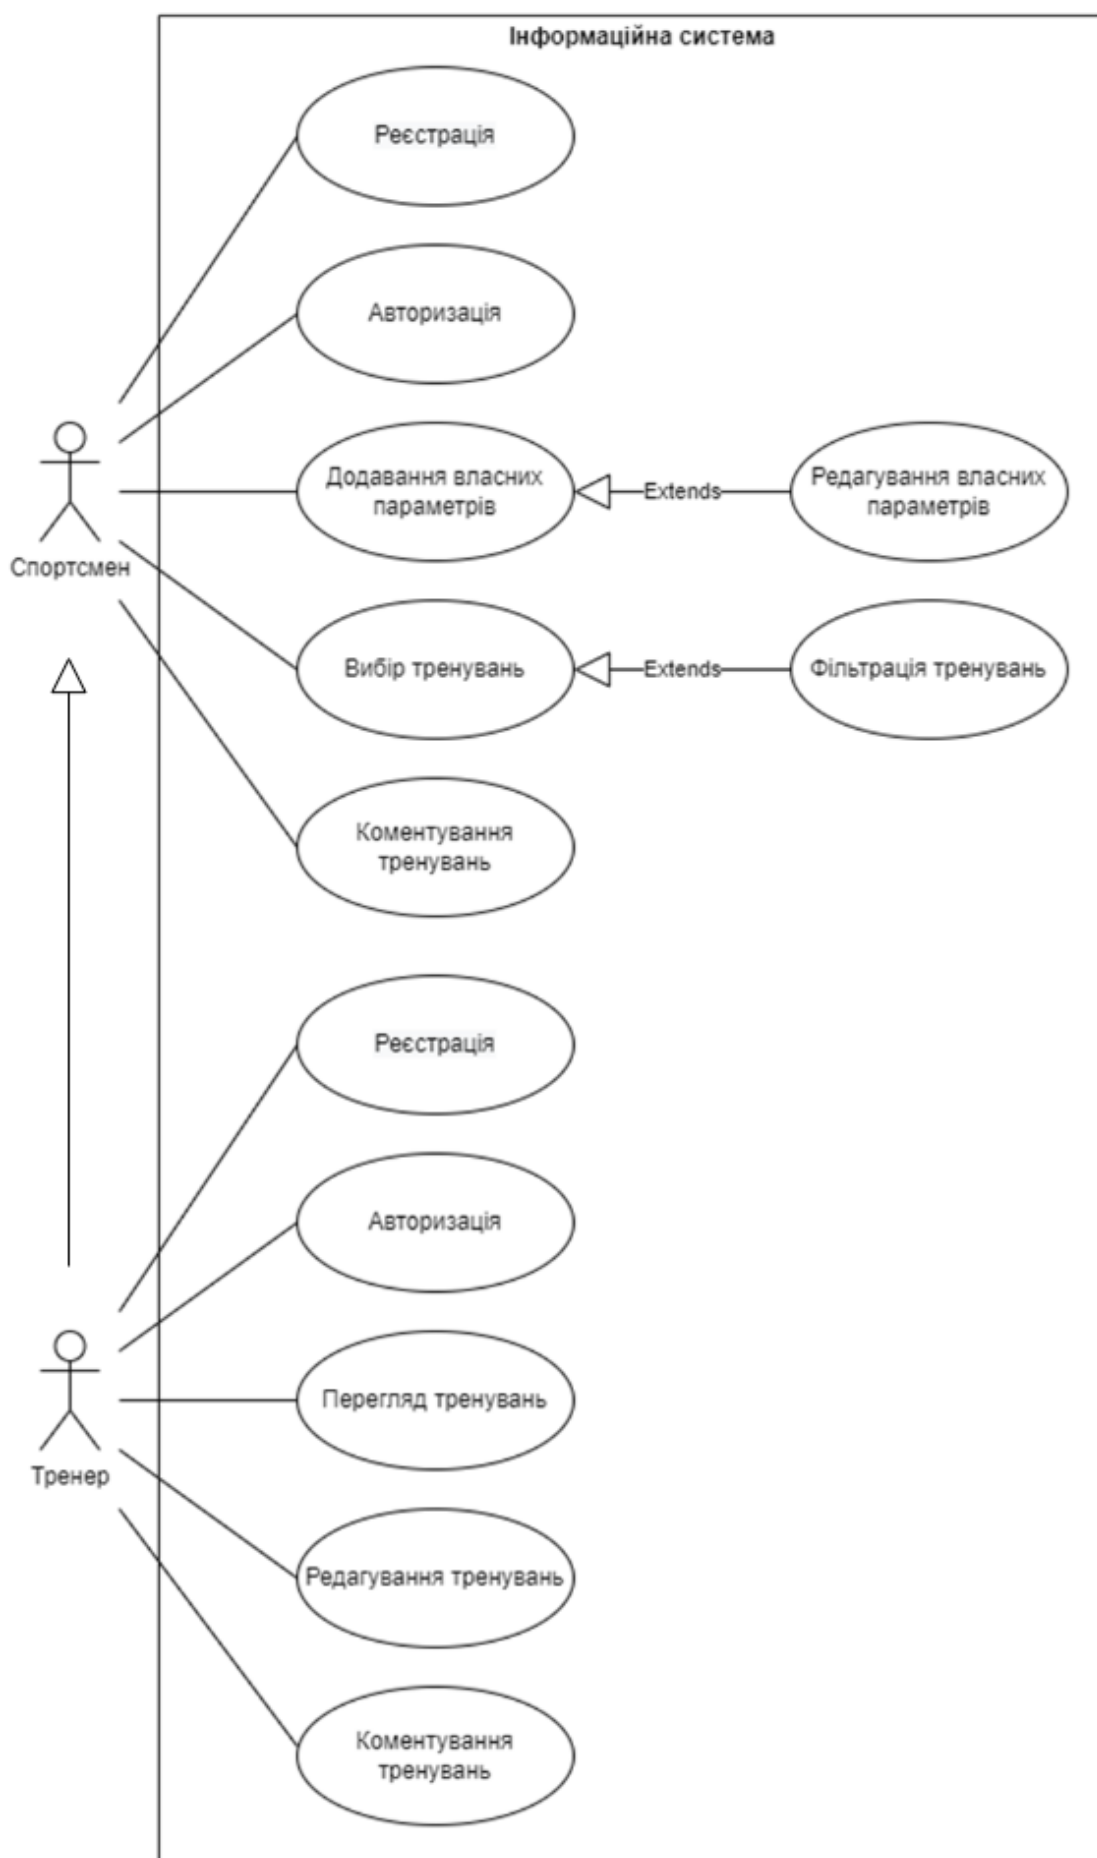 Інформаційна система
Реєстрація
Авторизація
Додавання власних
параметрів
Extends
Редагування власних
параметрів
Спортсмен
Вибір тренувань
Extends
Фільтрація тренувань
Коментування
тренувань
Реєстрація
Авторизація
Перегляд тренувань
Тренер
Редагування тренувань
Коментування
тренувань